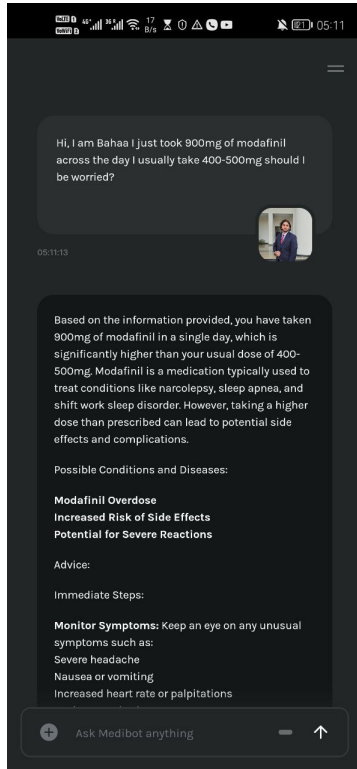 17
B/s
05:11
Hi, I am Bahaa I just took 900mg of modafinil
across the day I usually take 400-500mg should I
be worried?
05:11:13
Based on the information provided, you have taken
900mg of modafinil in a single day, which is
significantly higher than your usual dose of 400-
500mg. Modafinil is a medication typically used to
treat conditions like narcolepsy, sleep apnea, and
shift work sleep disorder. However, taking a higher
dose than prescribed can lead to potential side
effects and complications.
Possible Conditions and Diseases:
Modafinil Overdose
Increased Risk of Side Effects
Potential for Severe Reactions
Advice:
Immediate Steps:
Monitor Symptoms: Keep an eye on any unusual
symptoms such as:
Severe headache
Nausea or vomiting
Increased heart rate or palpitations
Ask Medibot anything